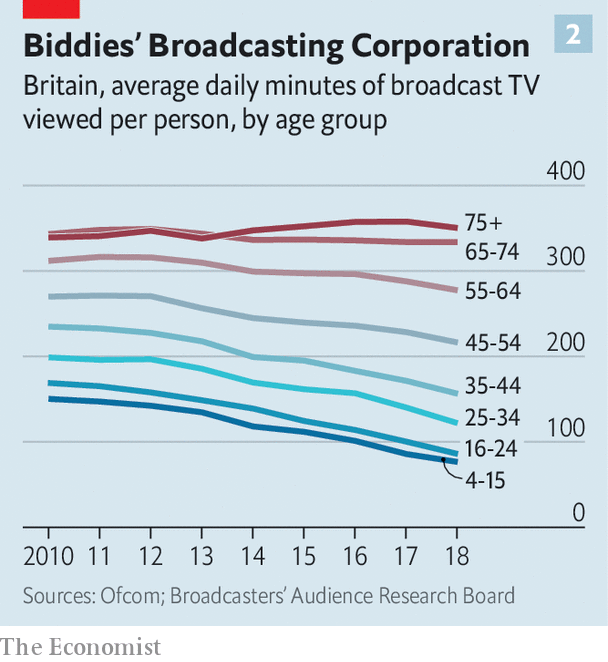 Biddies’ Broadcasting Corporation
2
Britain, average daily minutes of broadcast TV
viewed per person, by age group
400
75+
65-74
300
55-64
45-54
200
35-44
25-34
100
16-24
4-15
0
2010 11 12 13 14 15 16 17 18
Sources: Ofcom; Broadcasters’ Audience Research Board
The Economist